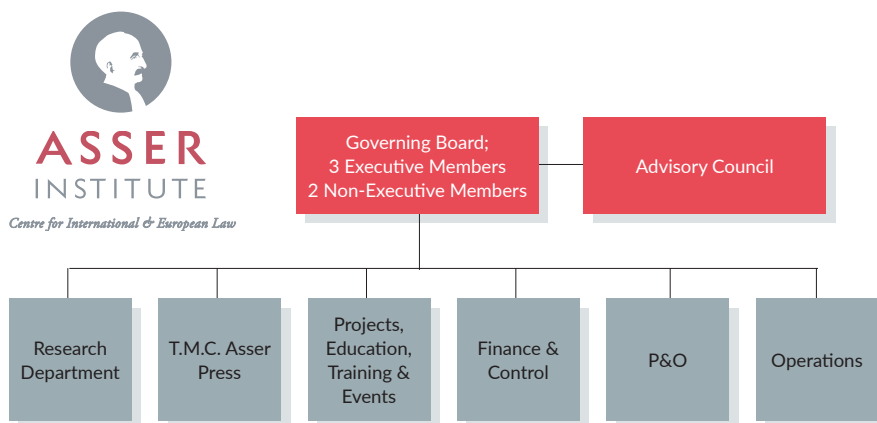 ASSER
INSTITUTE
Centre for International & European Law
Governing Board;
3 Executive Members
2 Non-Executive Members
Advisory Council
Research
Department
T.M.C. Asser
Press
Projects,
Education,
Training &
Events
Finance &
Control
P&O
Operations